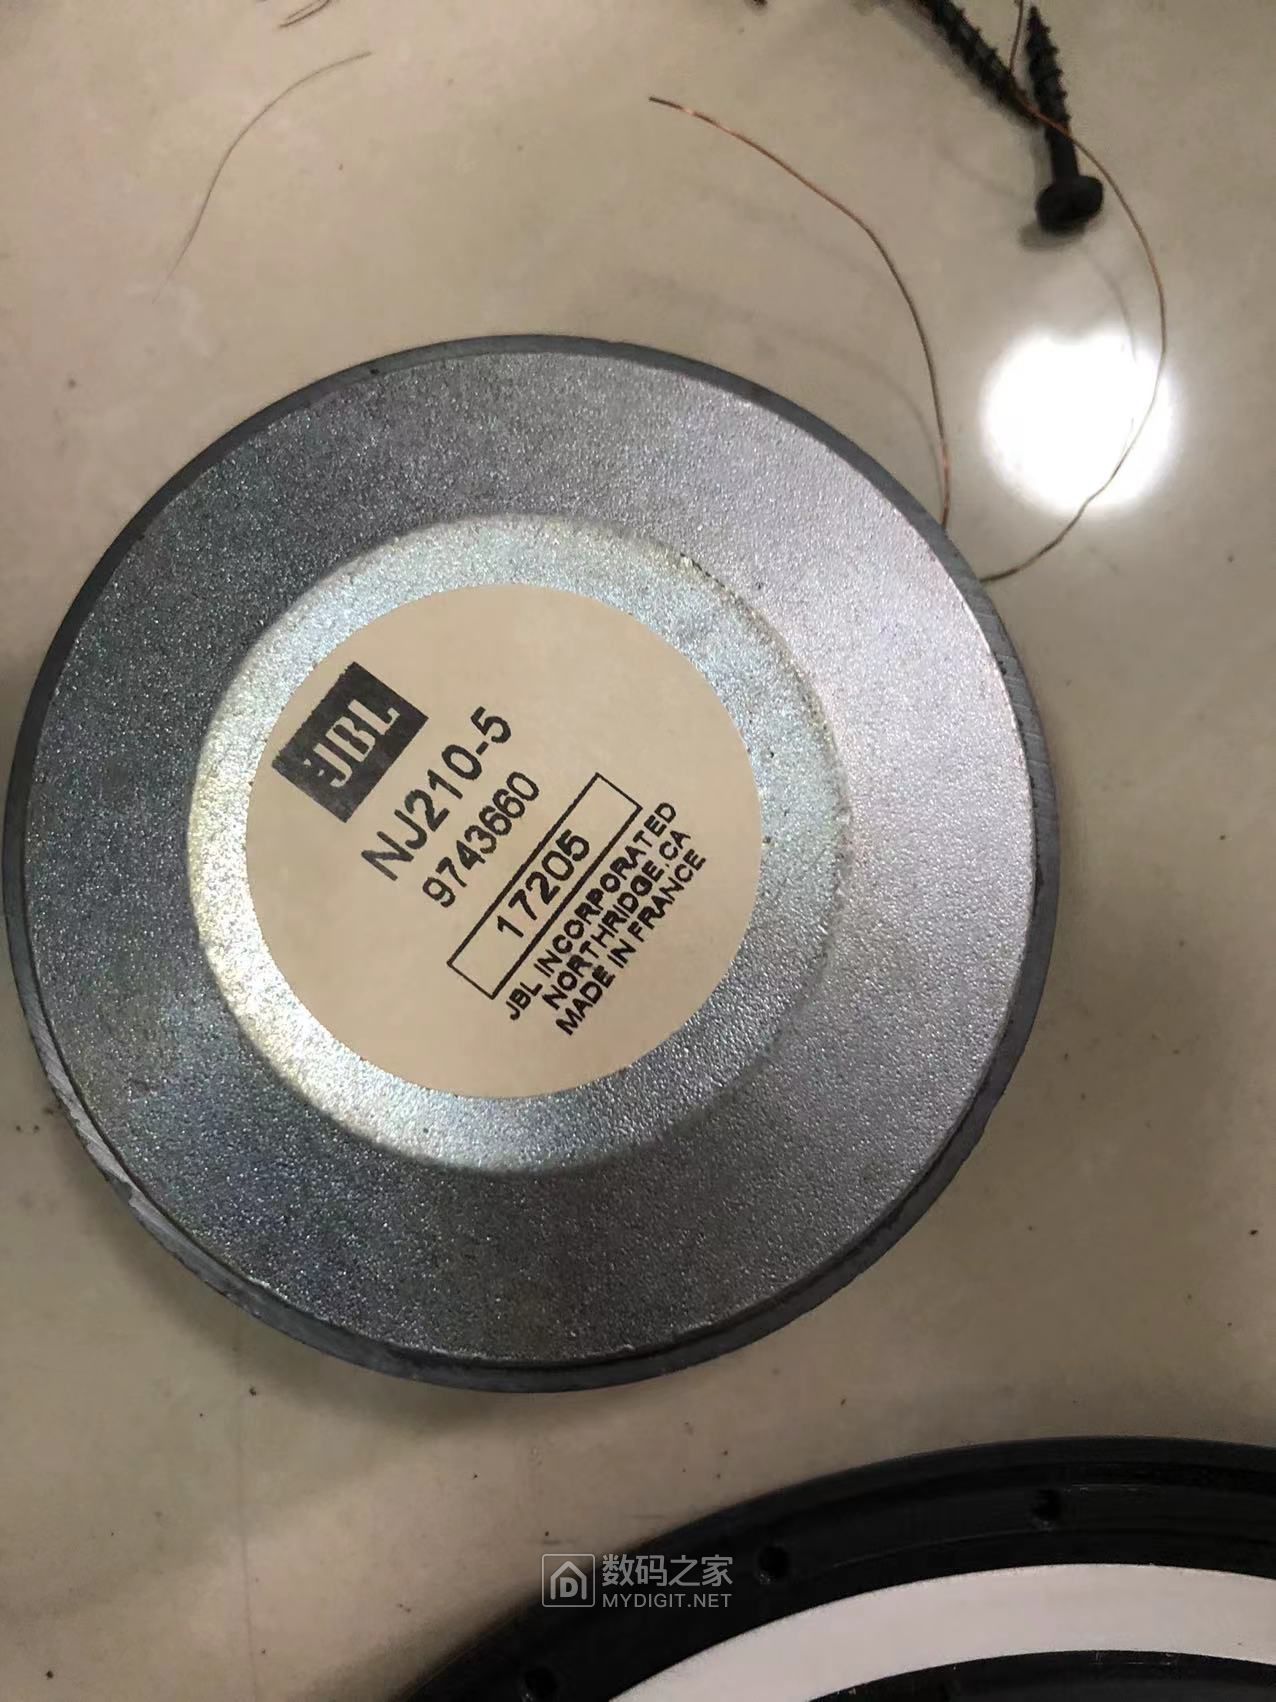 JBL
NJ210-5
9743660
17205
JBL INCORPORATED
NORTHRIDGE, CA
MADE IN FRANCE
数码之家
MYDIGIT.NET